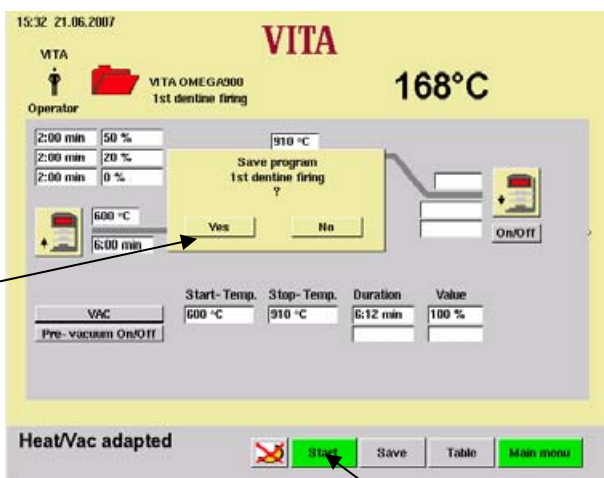 15:32 21.06.2007
VITA
VITA
Operator
VITA OMEGA900
1st dentine firing
168°C
2:00 min 50 %
2:00 min 20 %
2:00 min 0 %
910 °C
Save program
1st dentine firing
?
Yes No
600 °C
6:00 min
On/Off
Start-Temp. Stop-Temp. Duration Value
VAC 600 °C 910 °C 6:12 min 100 %
Pre-vacuum On/Off
Heat/Vac adapted
Start Save Table Main menu